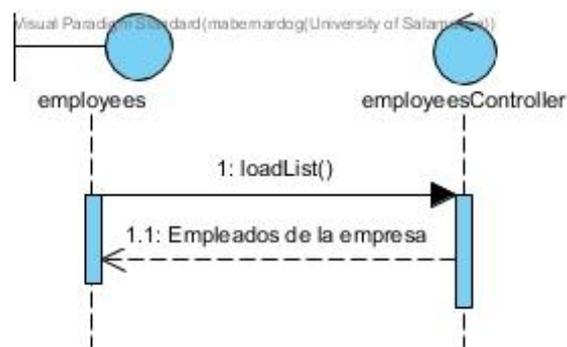 Visual Paradigm Standard(mabernardog(University of Salamanca))
employees
employeesController
1: loadList()
1.1: Empleados de la empresa